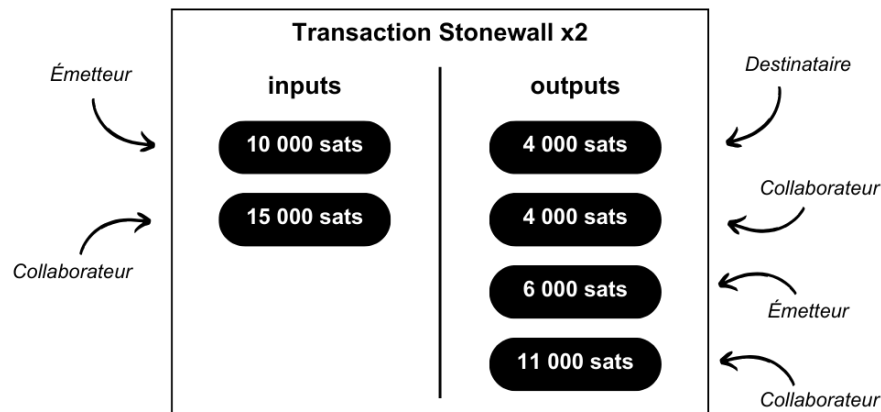 Transaction Stonewall x2
Émetteur
Destinataire
inputs
outputs
10 000 sats
4 000 sats
Collaborateur
15 000 sats
4 000 sats
Collaborateur
6 000 sats
Émetteur
11 000 sats
Collaborateur